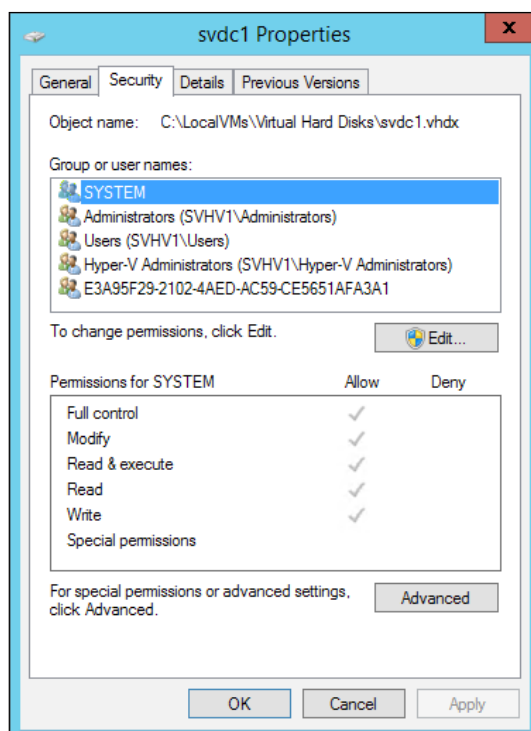 svdc1 Properties
x
General Security Details Previous Versions
Object name: C:\LocalVMs\Virtual Hard Disks\svdc1.vhdx
Group or user names:
SYSTEM
Administrators (SVHV1\Administrators)
Users (SVHV1\Users)
Hyper-V Administrators (SVHV1\Hyper-V Administrators)
E3A95F29-2102-4AED-AC59-CE5651AFA3A1
To change permissions, click Edit.
Edit...
Permissions for SYSTEM Allow Deny
Full control
Modify
Read & execute
Read
Write
Special permissions
For special permissions or advanced settings,
click Advanced.
Advanced
OK Cancel Apply